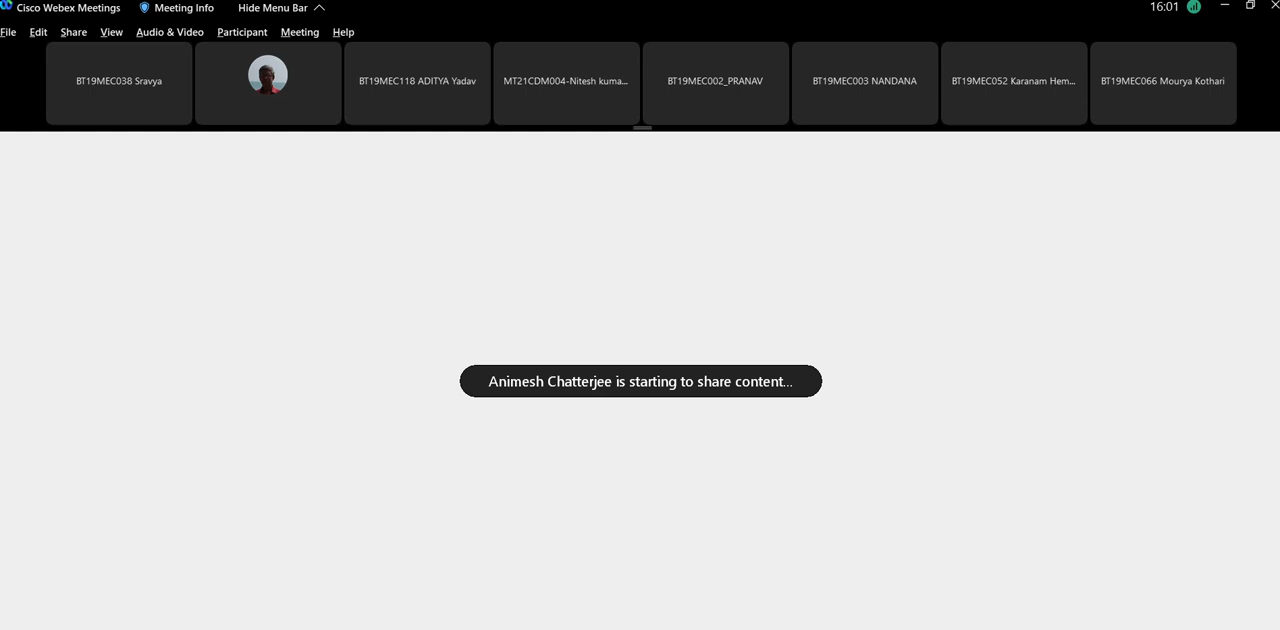 Cisco Webex Meetings Meeting Info Hide Menu Bar 16:01
File Edit Share View Audio & Video Participant Meeting Help
BT19MEC038 Sravya BT19MEC118 ADITYA Yadav MT21CDM004-Nitesh kuma... BT19MEC002_PRANAV BT19MEC003 NANDANA BT19MEC052 Karanam Hem... BT19MEC066 Mourya Kothari
Animesh Chatterjee is starting to share content...